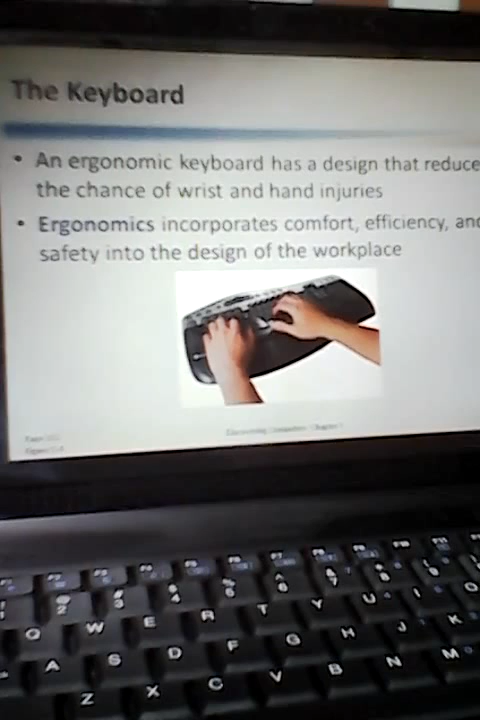 The Keyboard
• An ergonomic keyboard has a design that reduce
the chance of wrist and hand injuries
• Ergonomics incorporates comfort, efficiency, and
safety into the design of the workplace
Q W E R T Y U I O
A S D F G H J K
Z X C V B N M